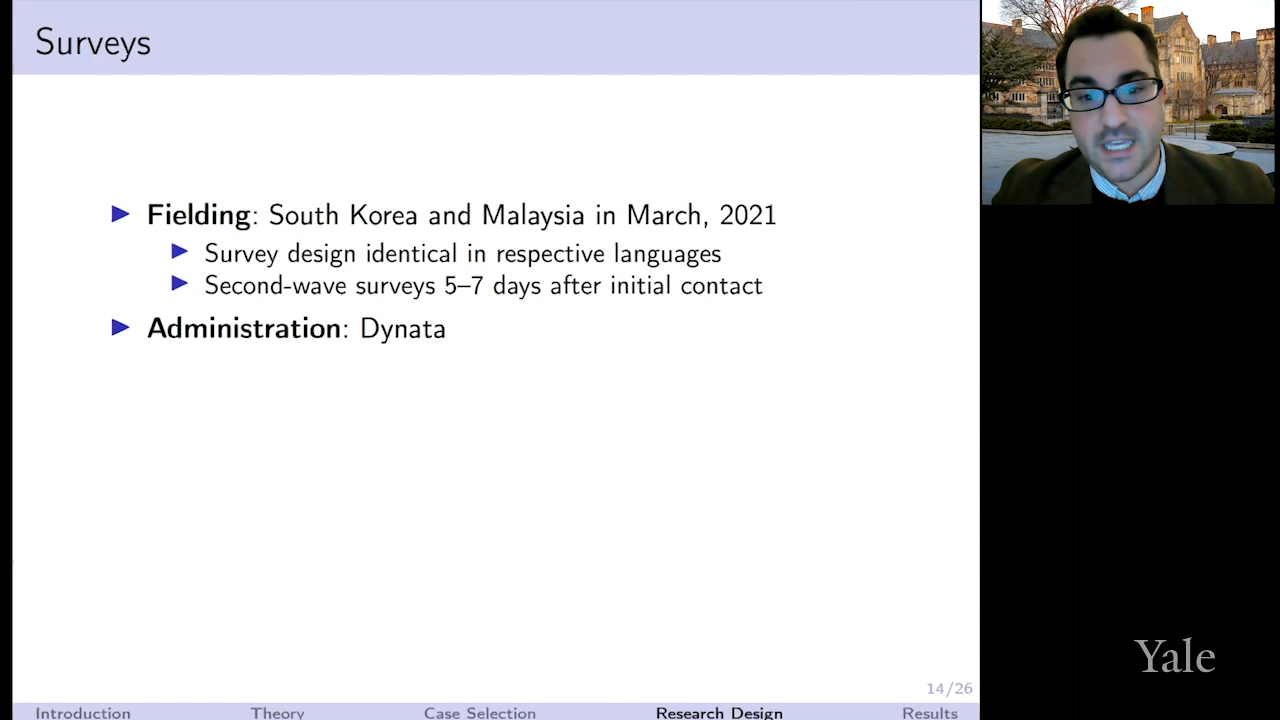 Surveys
▶ Fielding: South Korea and Malaysia in March, 2021
▶ Survey design identical in respective languages
▶ Second-wave surveys 5–7 days after initial contact
▶ Administration: Dynata
Yale
14/26
Introduction Theory Case Selection Research Design Results